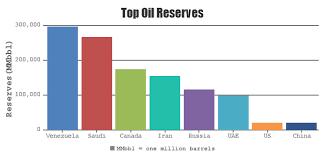 Top Oil Reserves
Reserves(MMbbl)
300,000
200,000
100,000
0
Venezuela Saudi Canada Iran Russia UAE US China
MMbbl = one million barrels